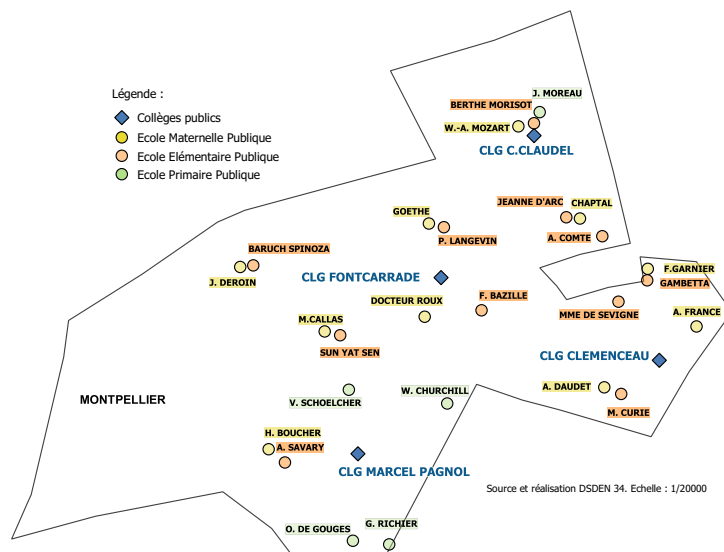 Légende :
Collèges publics
Ecole Maternelle Publique
Ecole Elémentaire Publique
Ecole Primaire Publique
J. MOREAU
BERTHE MORISOT
W.-A. MOZART
CLG C.CLAUDEL
JEANNE D'ARC
CHAPTAL
GOETHE
P. LANGEVIN
A. COMTE
BARUCH SPINOZA
J. DEROIN
CLG FONTCARRADE
F.GARNIER
GAMBETTA
DOCTEUR ROUX
F. BAZILLE
MME DE SEVIGNE
A. FRANCE
M.CALLAS
SUN YAT SEN
CLG CLEMENCEAU
MONTPELLIER
V. SCHOELCHER
W. CHURCHILL
A. DAUDET
M. CURIE
H. BOUCHER
A. SAVARY
CLG MARCEL PAGNOL
Source et réalisation DSDEN 34. Echelle : 1/20000
O. DE GOUGES
G. RICHIER